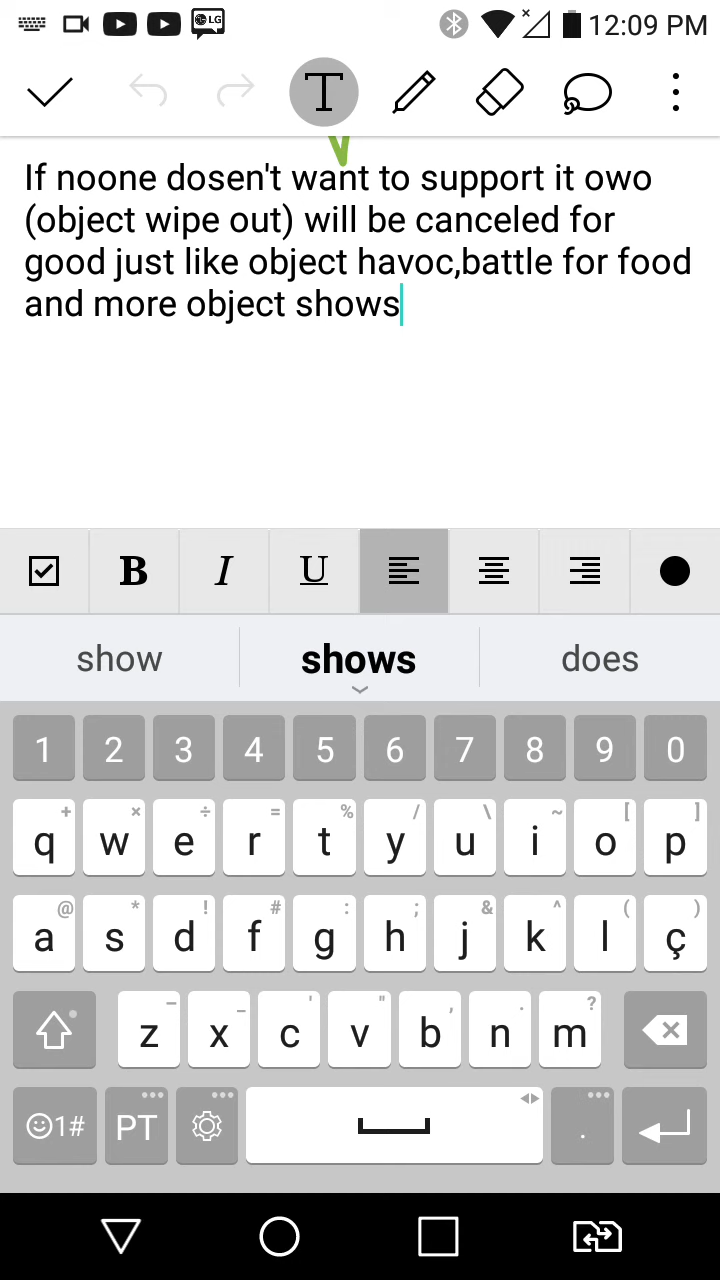 LG
12:09 PM
T
If noone dosen't want to support it owo
(object wipe out) will be canceled for
good just like object havoc,battle for food
and more object shows
B I U
show shows does
1 2 3 4 5 6 7 8 9 0
+ × ÷ = % / \ ~ [ ]
q w e r t y u i o p
@ * ! # : ; & ^ ( )
a s d f g h j k l ç
– _ ' " , . ?
z x c v b n m
1# PT .